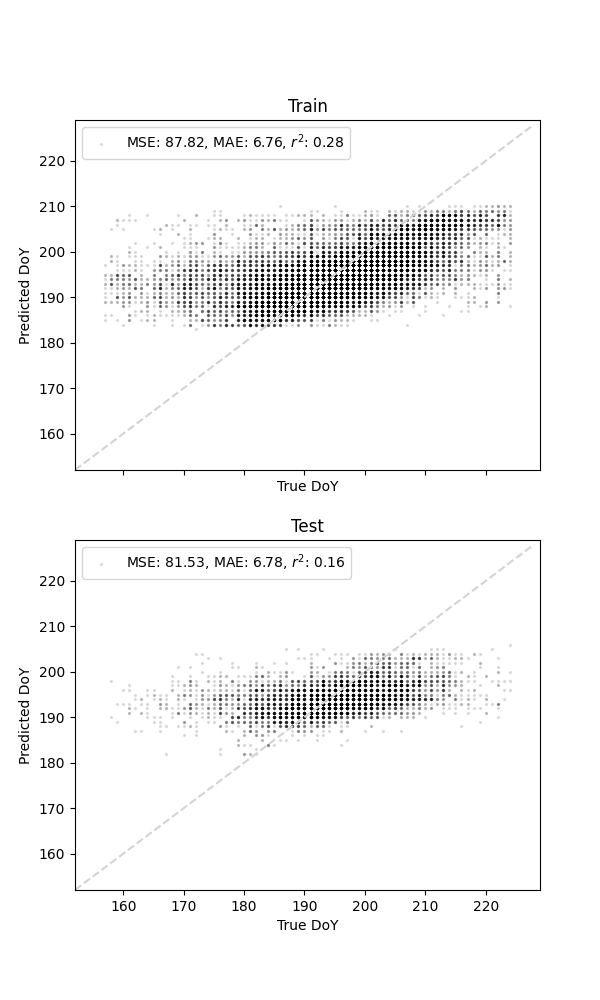 Train
MSE: 87.82, MAE: 6.76, r²: 0.28
220
210
200
190
180
170
160
Predicted DoY
True DoY
Test
MSE: 81.53, MAE: 6.78, r²: 0.16
220
210
200
190
180
170
160
Predicted DoY
160 170 180 190 200 210 220
True DoY